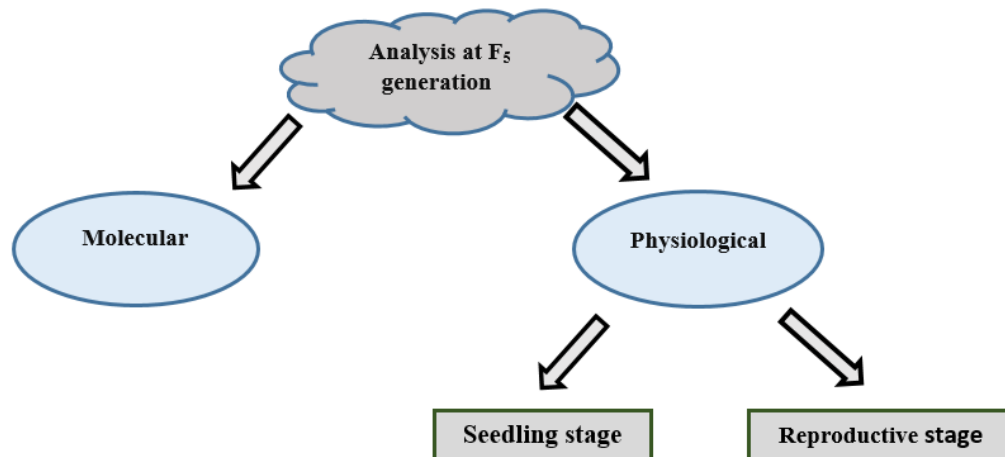 Analysis at F₅
generation
Molecular
Physiological
Seedling stage
Reproductive stage